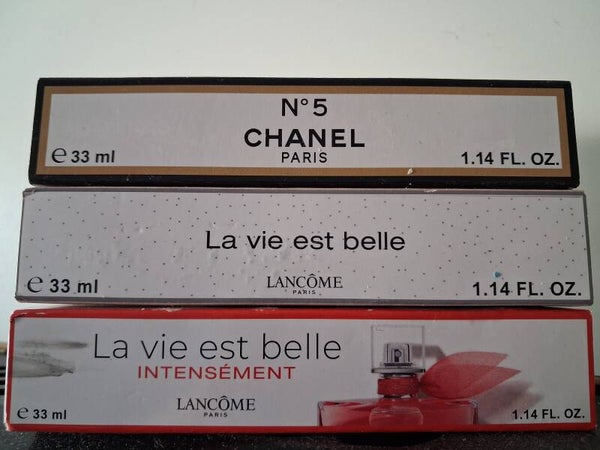 N°5
CHANEL
PARIS
℮ 33 ml
1.14 FL. OZ.
La vie est belle
LANCÔME
PARIS
℮ 33 ml
1.14 FL. OZ.
La vie est belle
INTENSÉMENT
LANCÔME
PARIS
℮ 33 ml
1.14 FL. OZ.